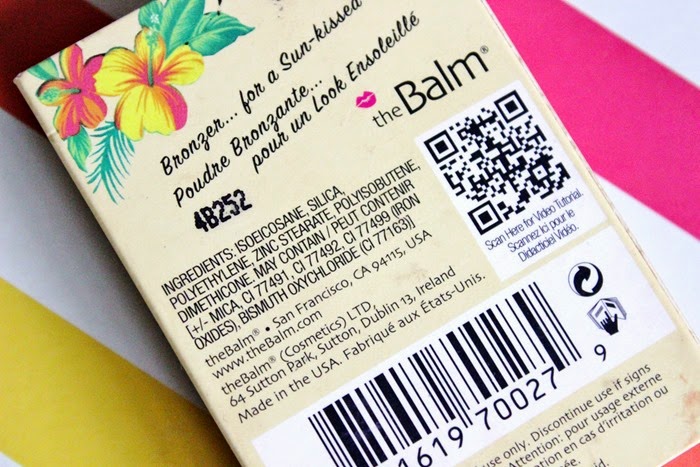 Bronzer... for a Sun-kissed
Poudre Bronzante...
pour un Look Ensoleillé
theBalm®
4B252
INGREDIENTS: ISOEICOSANE, SILICA,
POLYETHYLENE, ZINC STEARATE, POLYISOBUTENE,
DIMETHICONE. MAY CONTAIN / PEUT CONTENIR
[+/- MICA, CI 77491, CI 77492, CI 77499 (IRON
OXIDES), BISMUTH OXYCHLORIDE (CI 77163)]
theBalm® • San Francisco, CA 94115, USA
www.theBalm.com
theBalm® (Cosmetics) LTD,
64 Sutton Park, Sutton, Dublin 13, Ireland
Made in the USA. Fabriqué aux États-Unis.
Scan Here for Video Tutorial.
Scannez Ici pour le
Didacticiel Vidéo.
1619 70027 9
use only. Discontinue use if signs
attention: pour usage externe
en cas d'irritation ou